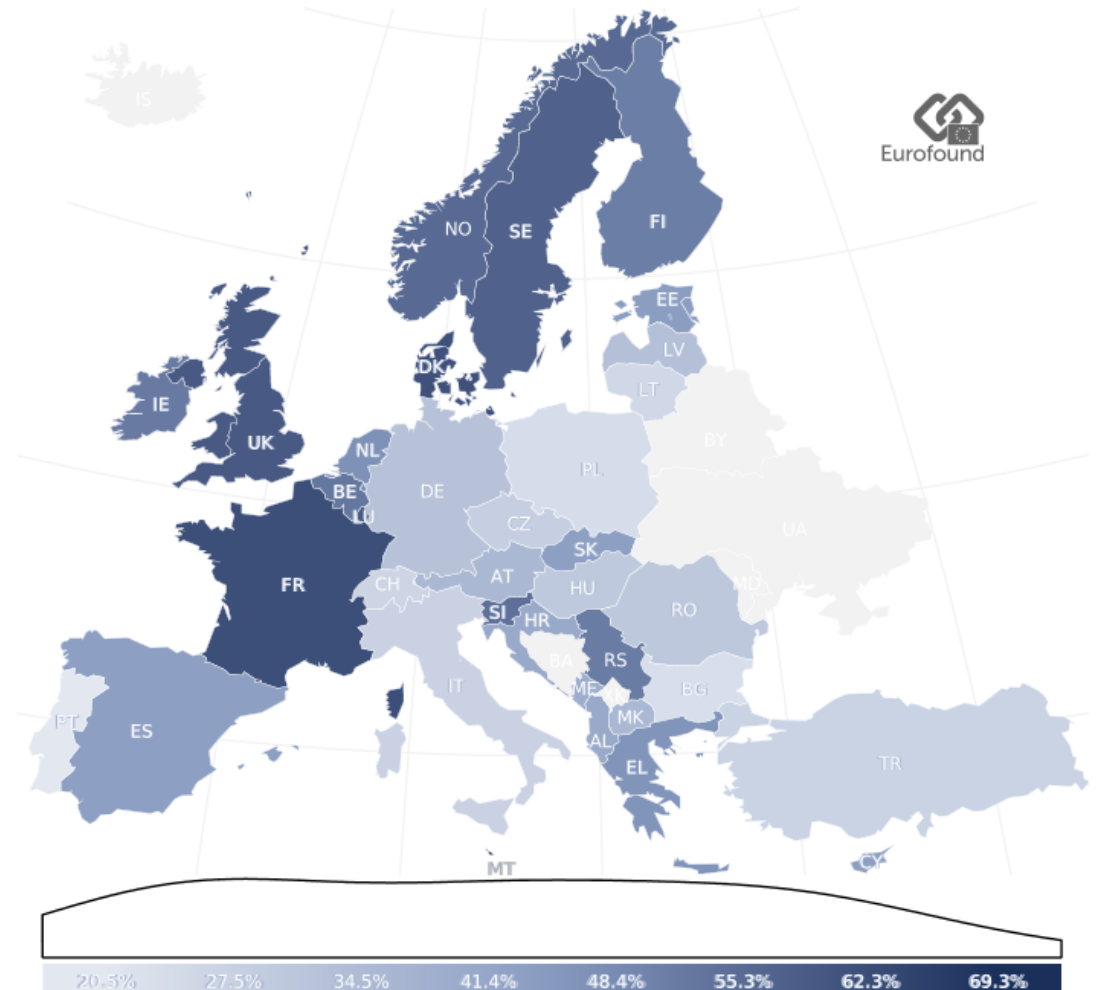 IS
Eurofound
NO
SE
FI
EE
DK
LV
IE
LT
UK
BY
NL
PL
BE
DE
LU
CZ
UA
SK
FR
CH
AT
HU
MD
SI
HR
RO
BA
RS
IT
ME
XK
BG
PT
ES
MK
AL
EL
TR
CY
MT
20.5% 27.5% 34.5% 41.4% 48.4% 55.3% 62.3% 69.3%